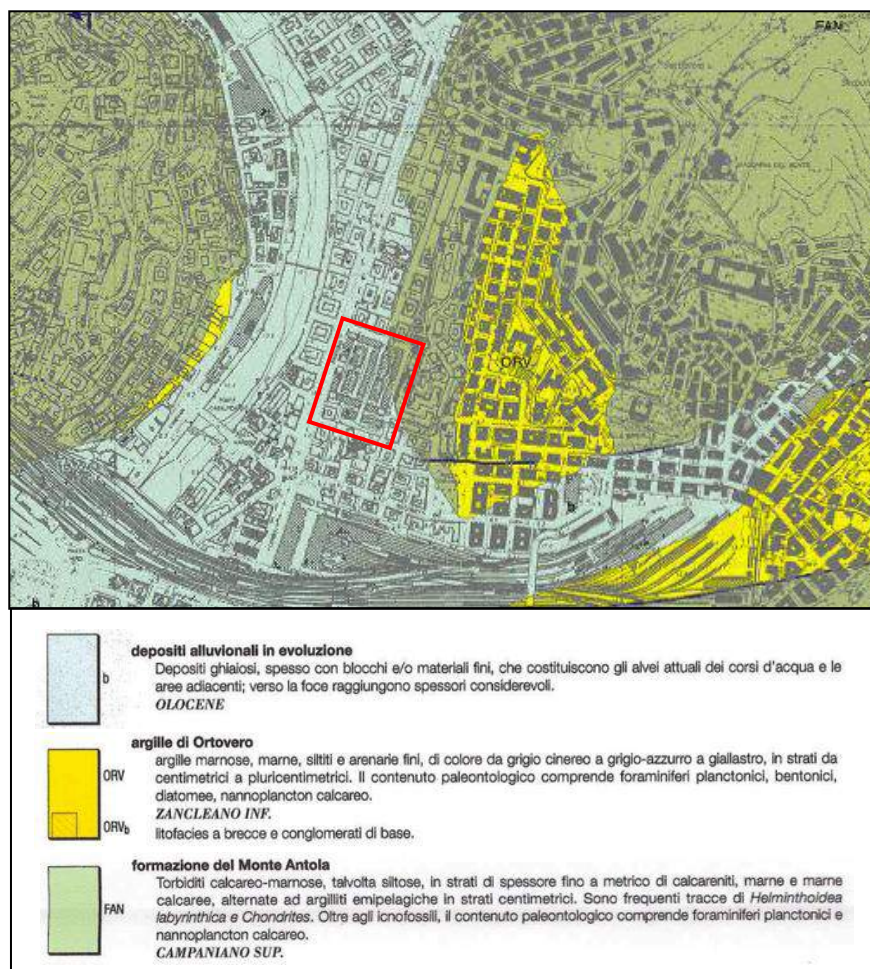 FAN
ORV
b
b
depositi alluvionali in evoluzione
b
Depositi ghiaiosi, spesso con blocchi e/o materiali fini, che costituiscono gli alvei attuali dei corsi d'acqua e le
aree adiacenti; verso la foce raggiungono spessori considerevoli.
OLOCENE
argille di Ortovero
ORV
argille marnose, marne, siltiti e arenarie fini, di colore da grigio cinereo a grigio-azzurro a giallastro, in strati da
centimetrici a pluricentimetrici. Il contenuto paleontologico comprende foraminiferi planctonici, bentonici,
diatomee, nannoplancton calcareo.
ZANCLEANO INF.
ORVb
litofacies a brecce e conglomerati di base.
formazione del Monte Antola
Torbiditi calcareo-marnose, talvolta siltose, in strati di spessore fino a metrico di calcareniti, marne e marne
calcaree, alternate ad argilliti emipelagiche in strati centimetrici. Sono frequenti tracce di Helminthoidea
FAN
labyrinthica e Chondrites. Oltre agli icnofossili, il contenuto paleontologico comprende foraminiferi planctonici e
nannoplancton calcareo.
CAMPANIANO SUP.